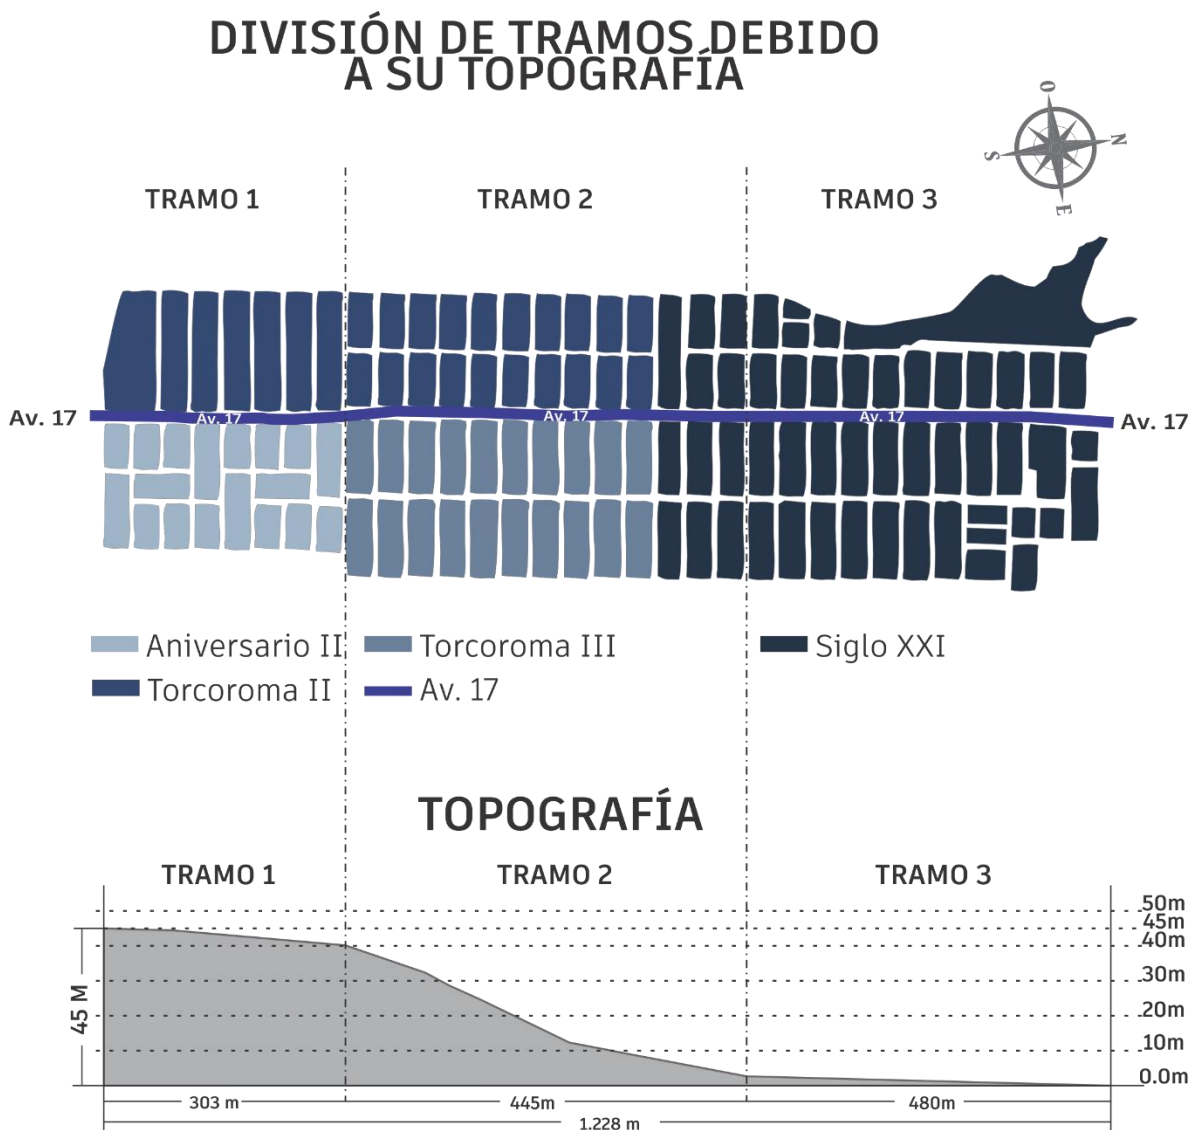 DIVISIÓN DE TRAMOS DEBIDO
A SU TOPOGRAFÍA
O
N
S
E
TRAMO 1
TRAMO 2
TRAMO 3
Av. 17
Av. 17
Av. 17
Av. 17
Av. 17
Aniversario II
Torcoroma III
Siglo XXI
Torcoroma II
Av. 17
TOPOGRAFÍA
TRAMO 1
TRAMO 2
TRAMO 3
50m
45m
40m
30m
20m
10m
0.0m
45 M
303 m
445m
480m
1.228 m